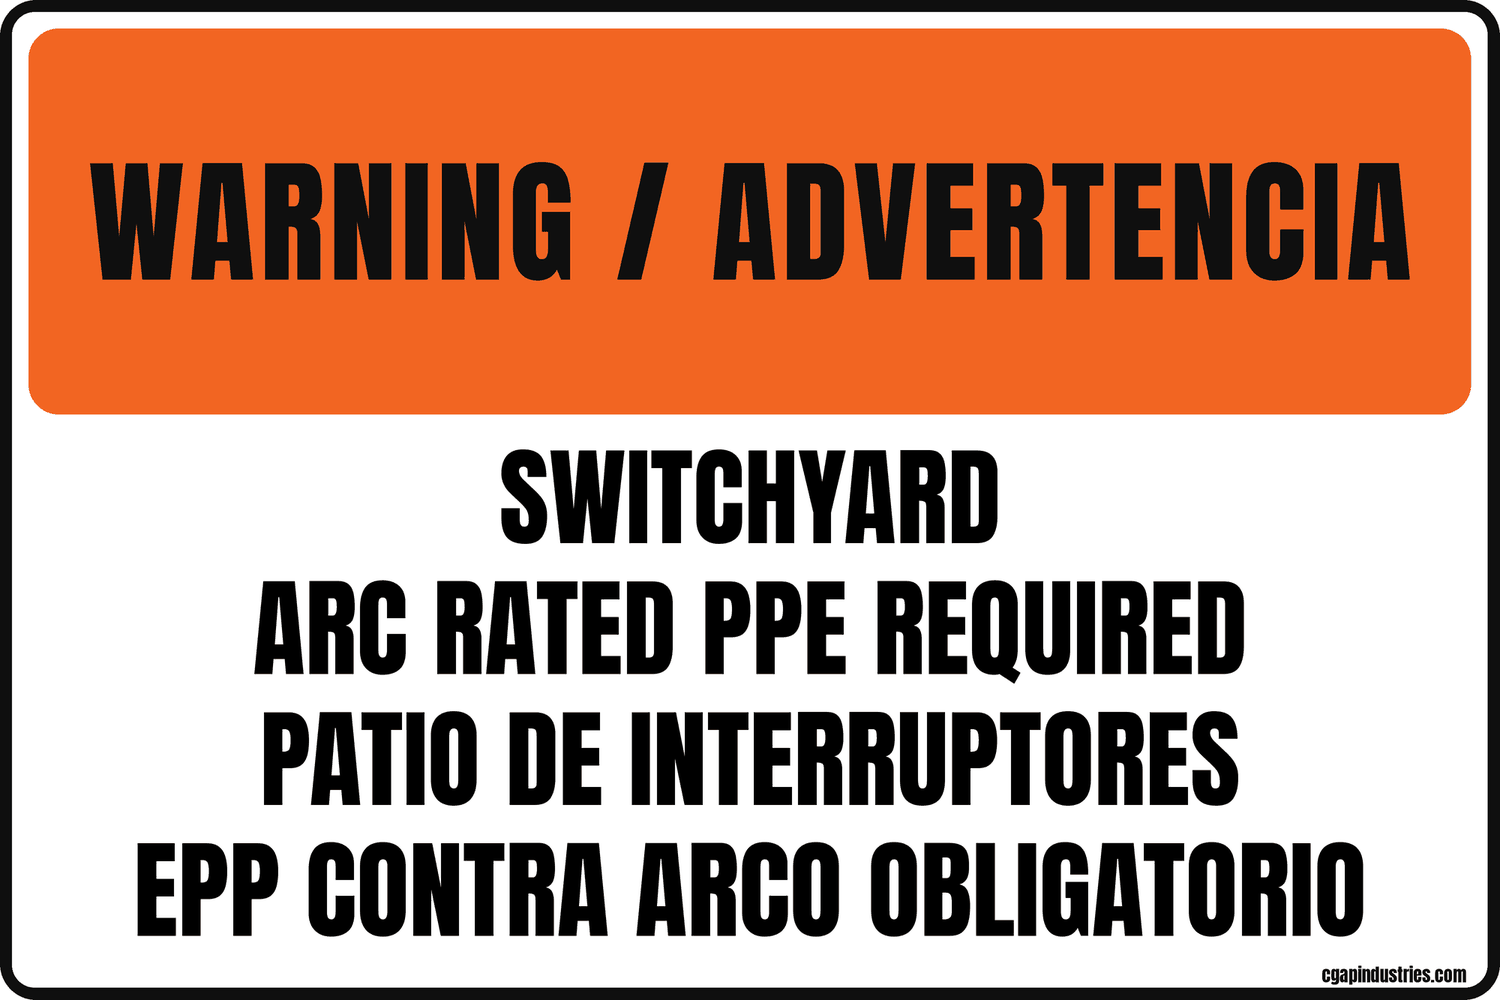 WARNING / ADVERTENCIA
SWITCHYARD
ARC RATED PPE REQUIRED
PATIO DE INTERRUPTORES
EPP CONTRA ARCO OBLIGATORIO
cgapindustries.com